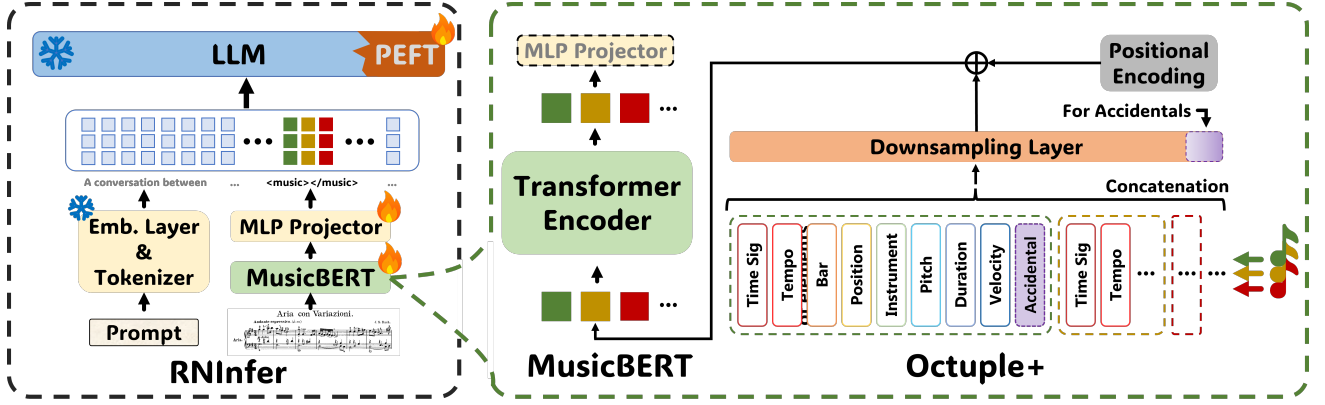 LLM
PEFT
A conversation between ... <music></music> ...
Emb. Layer
&
Tokenizer
MLP Projector
MusicBERT
Prompt
Aria con Variazioni.
Aria.
RNInfer
MLP Projector
...
Transformer
Encoder
...
MusicBERT
Positional
Encoding
For Accidentals
Downsampling Layer
Concatenation
Time Sig
Tempo
Bar
Position
Instrument
Pitch
Duration
Velocity
Accidental
Time Sig
Tempo
...
...
...
Octuple+